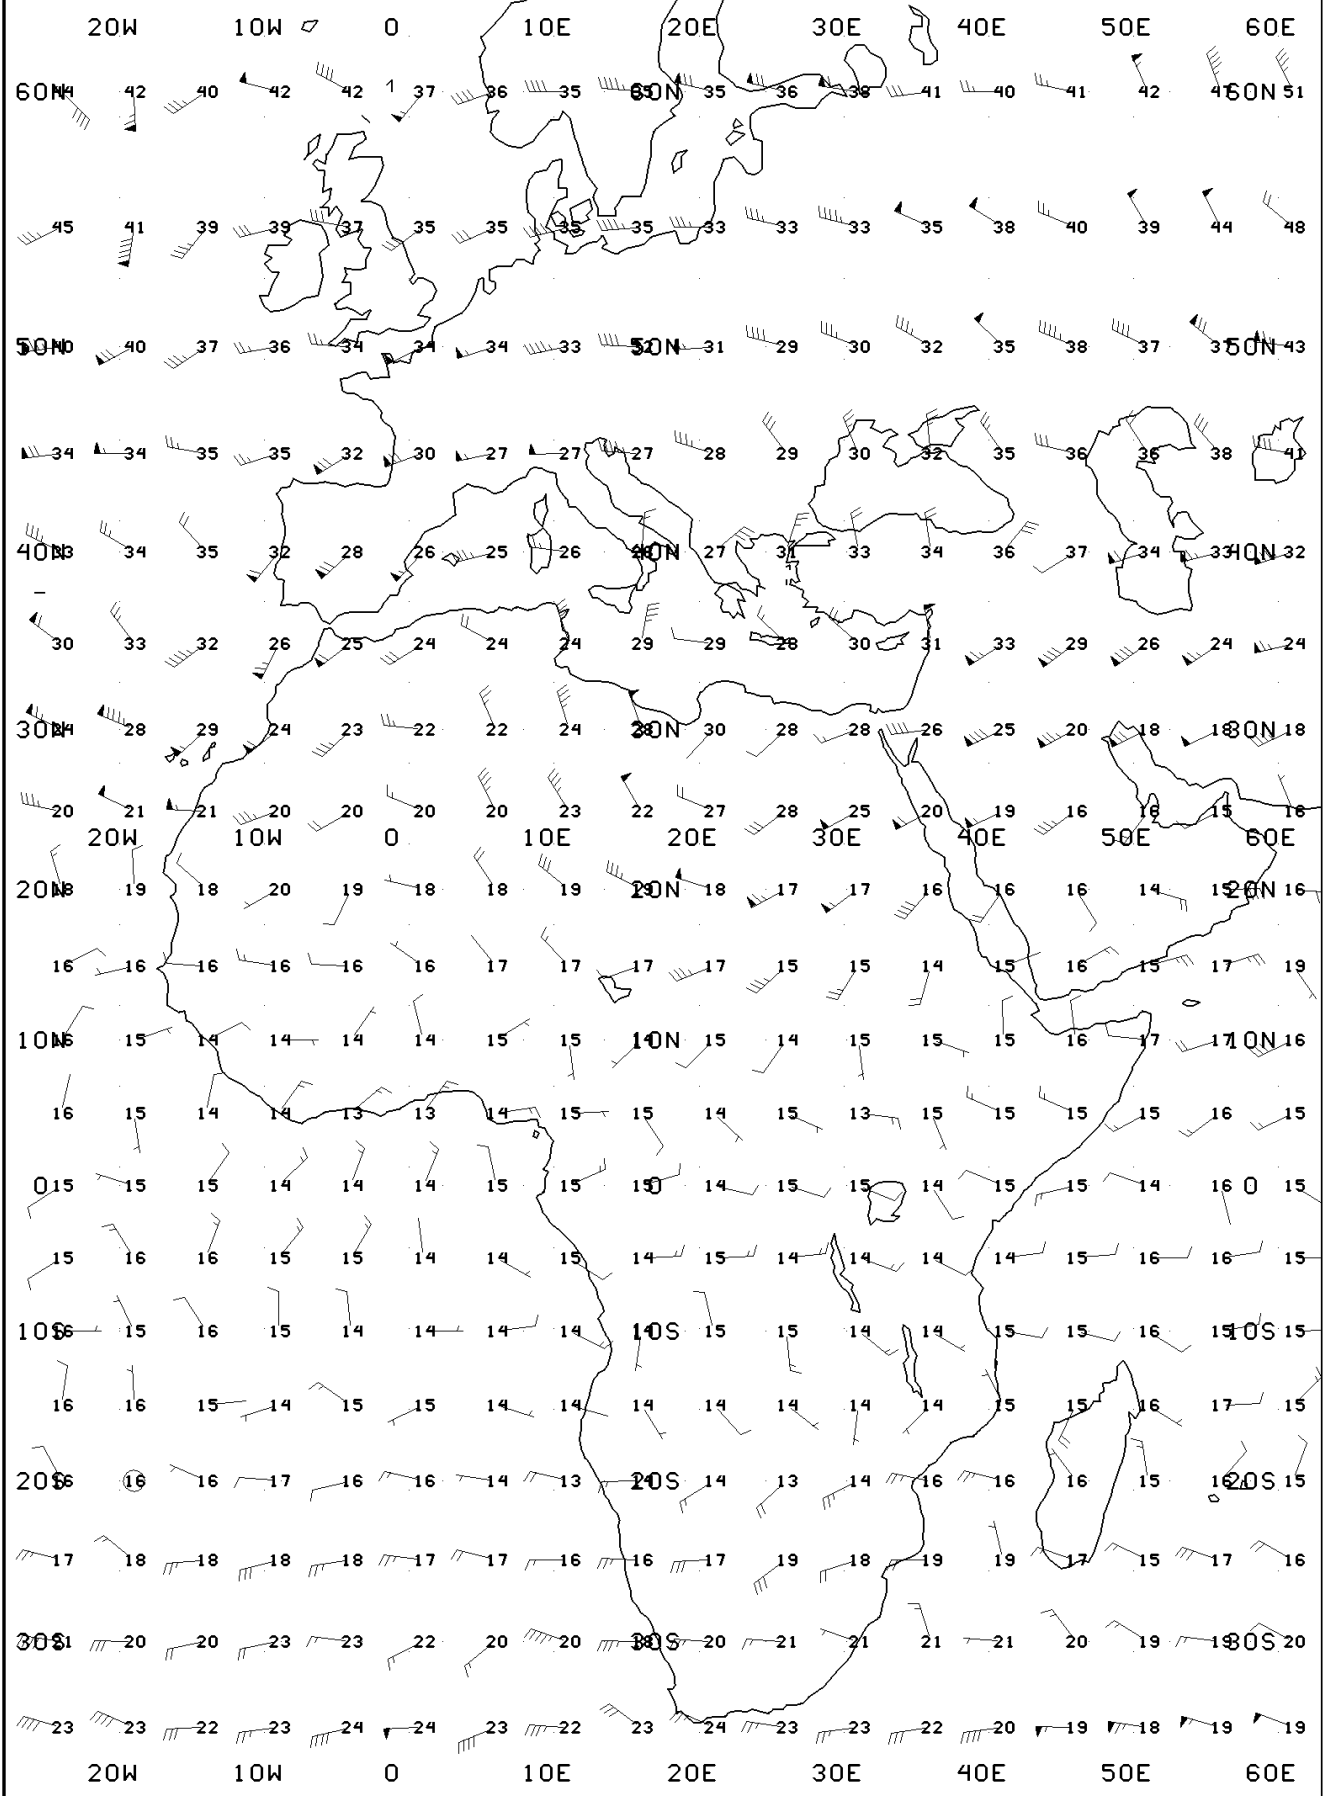 20W 10W 0 10E 20E 30E 40E 50E 60E
60N 42 40 42 42 1 37 36 35 60N 35 36 38 41 40 41 42 60N 51
45 41 39 39 37 35 35 35 35 33 33 33 35 38 40 39 44 48
50N 40 37 36 34 34 34 33 50N 31 29 30 32 35 38 37 50N 43
34 34 35 35 32 30 27 27 27 28 29 30 32 35 36 36 38 41
40N 34 35 32 28 26 25 26 40N 27 31 33 34 36 37 34 40N 32
30 33 32 26 25 24 24 24 29 29 28 30 31 33 29 26 24 24
30N 28 29 24 23 22 22 24 30N 30 28 28 26 25 20 18 30N 18
20 21 21 20 20 20 20 23 22 27 28 25 20 19 16 16 15 16
20W 10W 0 10E 20E 30E 40E 50E 60E
20N 19 18 20 19 18 18 19 20N 18 17 17 16 16 16 14 20N 16
16 16 16 16 16 16 17 17 17 17 15 15 14 15 16 15 17 19
10N 15 14 14 14 14 15 15 10N 15 14 15 15 15 16 17 10N 16
16 15 14 14 13 13 14 15 15 14 15 13 15 15 15 15 16 15
0 15 15 15 14 14 14 15 15 0 14 15 15 14 15 15 14 16 0 15
15 16 16 15 15 14 14 15 14 15 14 14 14 14 15 16 16 15
10S 15 16 15 14 14 14 14 10S 15 15 14 14 15 15 16 10S 15
16 16 15 14 15 15 14 14 14 14 14 14 14 15 15 16 17 15
20S 16 16 17 16 16 14 13 20S 14 13 14 16 16 16 15 20S 15
17 18 18 18 18 17 17 16 16 17 19 18 19 19 17 15 17 16
30S 20 20 23 23 22 20 20 30S 20 21 21 21 21 20 19 30S 20
23 23 22 23 24 24 23 22 23 24 23 23 22 20 19 18 19 19
20W 10W 0 10E 20E 30E 40E 50E 60E